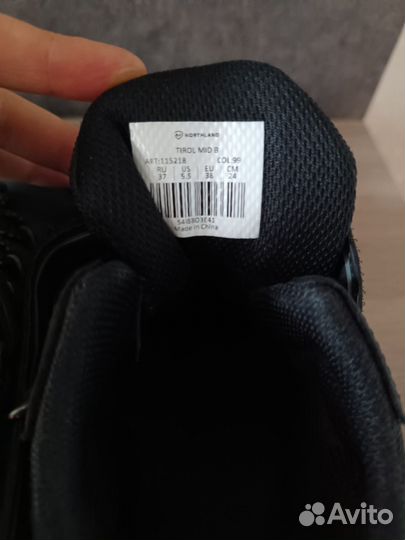 NORTHLAND
TIROL MID B
ART:115218 COL:99
RU US EU CM
37 5.5 38 24
Made in China
Avito